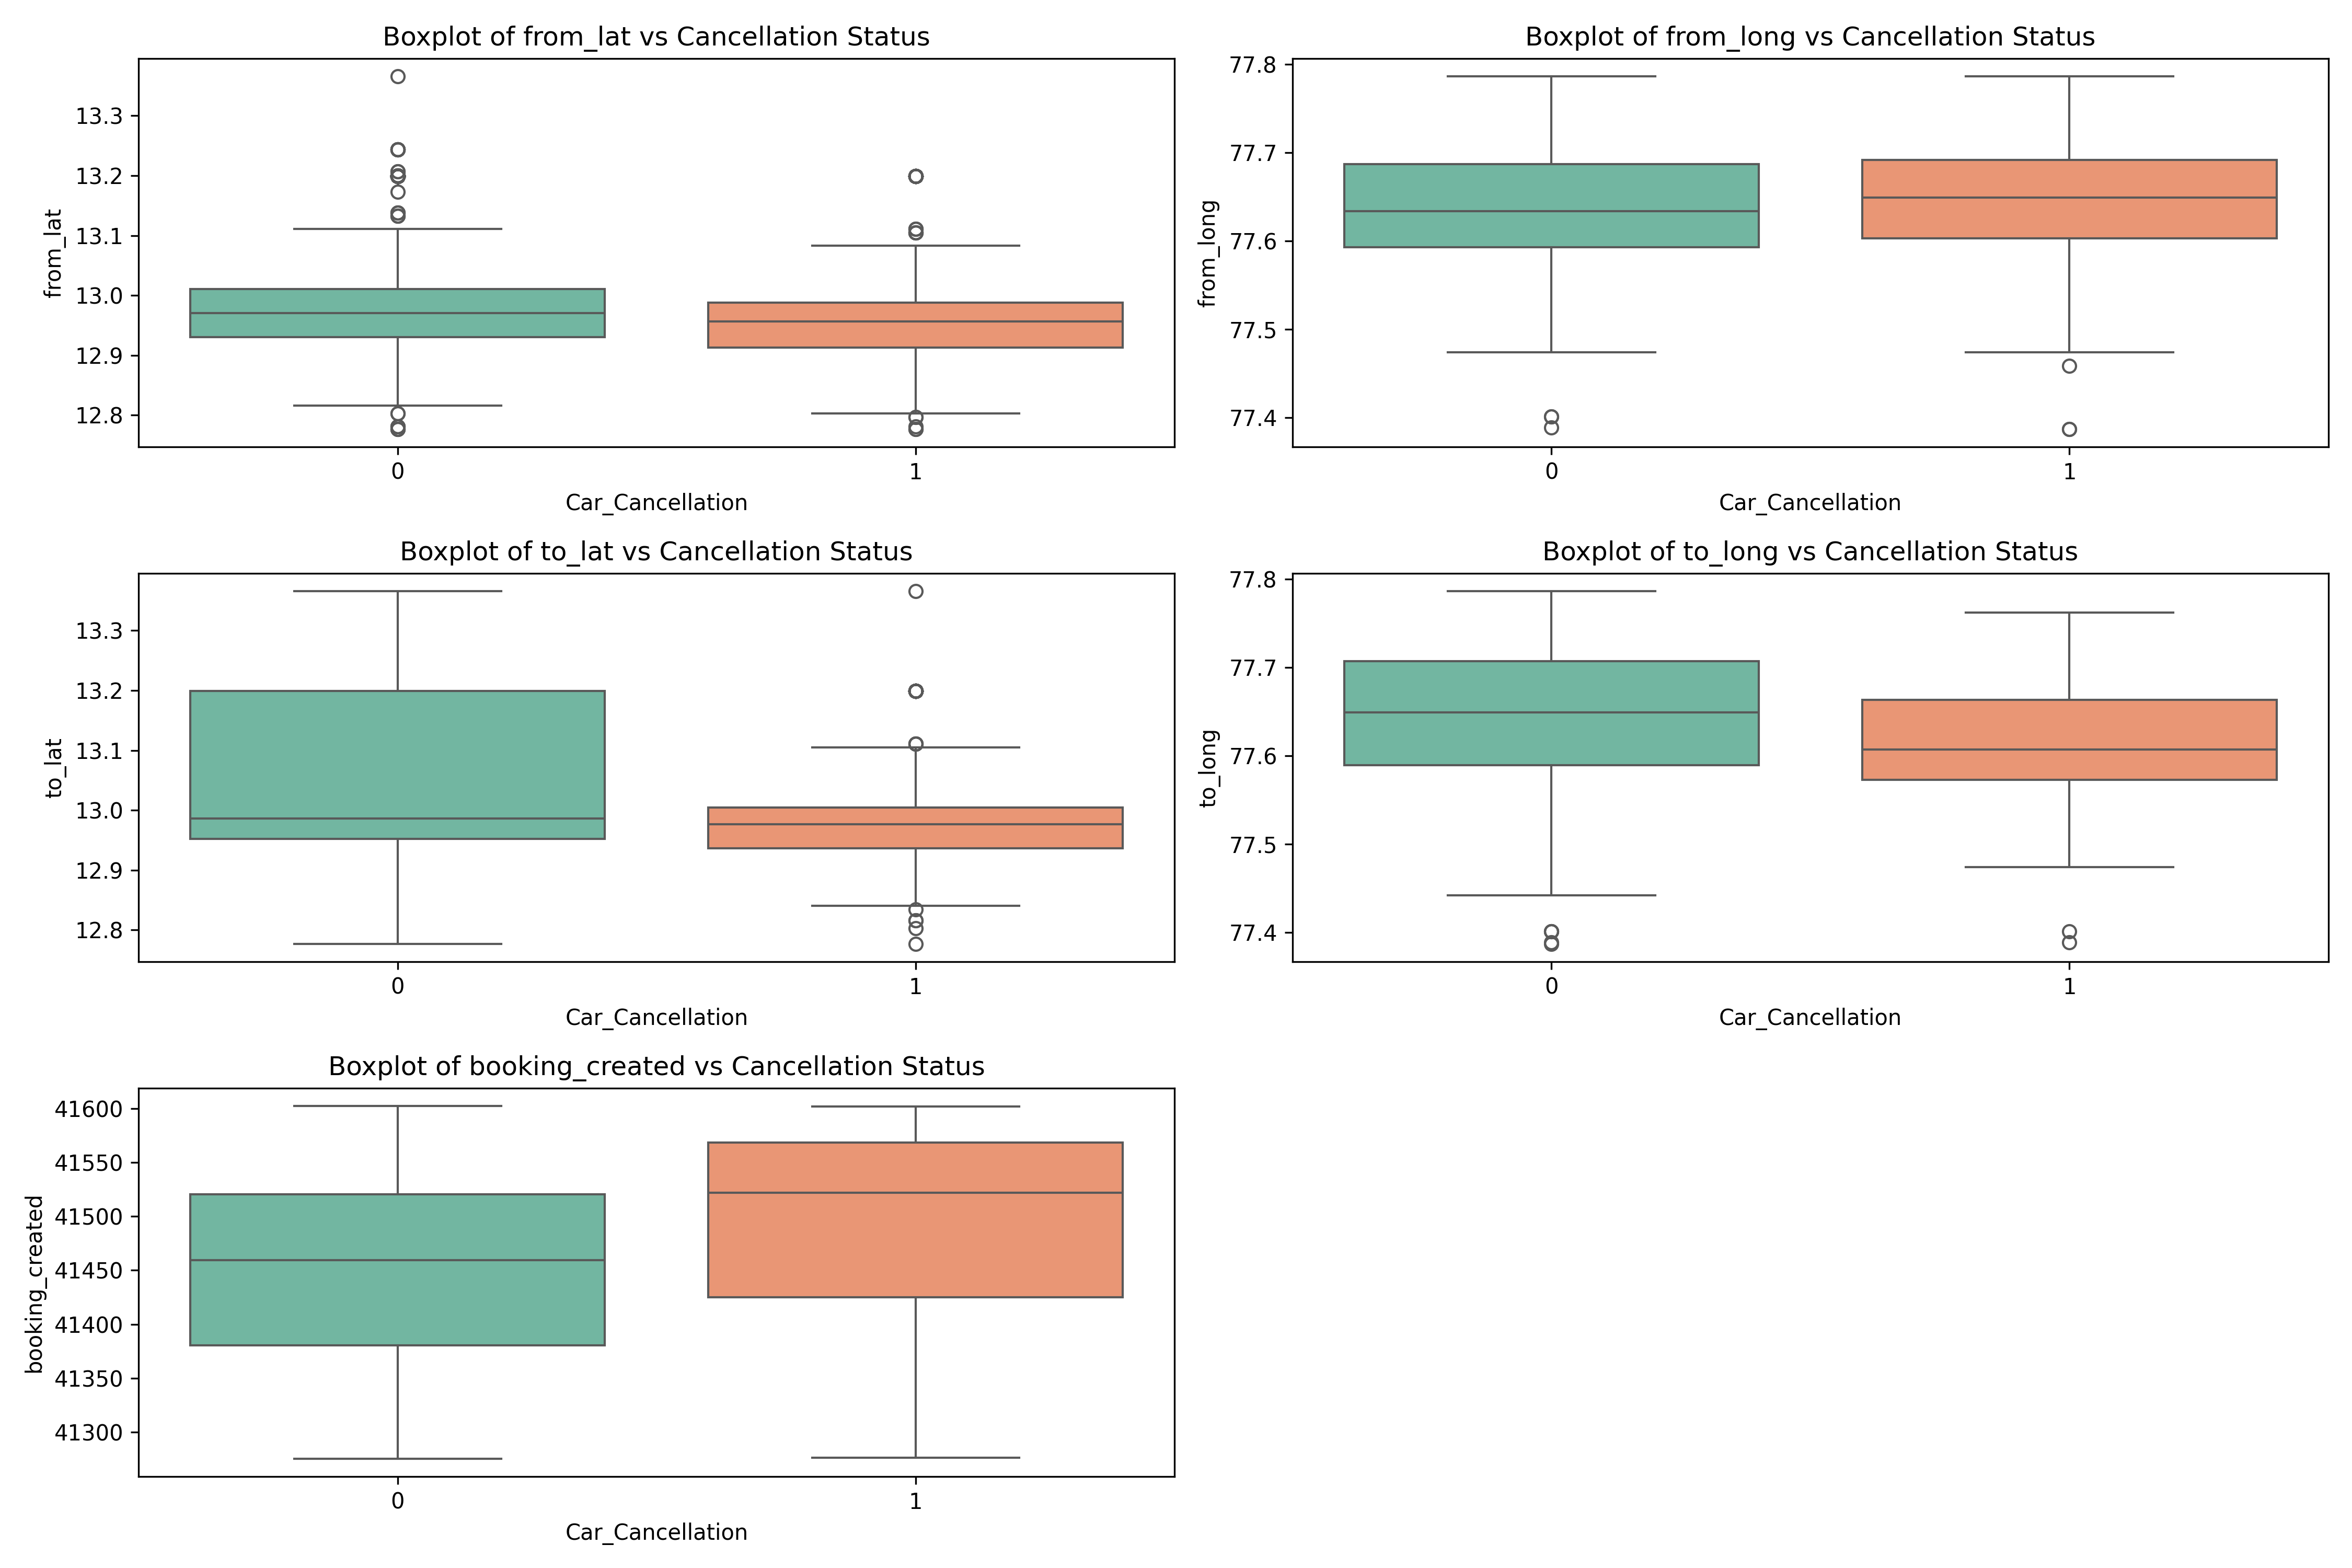 Boxplot of from_lat vs Cancellation Status
13.3
13.2
13.1
13.0
12.9
12.8
from_lat
0
1
Car_Cancellation
Boxplot of from_long vs Cancellation Status
77.8
77.7
77.6
77.5
77.4
from_long
0
1
Car_Cancellation
Boxplot of to_lat vs Cancellation Status
13.3
13.2
13.1
13.0
12.9
12.8
to_lat
0
1
Car_Cancellation
Boxplot of to_long vs Cancellation Status
77.8
77.7
77.6
77.5
77.4
to_long
0
1
Car_Cancellation
Boxplot of booking_created vs Cancellation Status
41600
41550
41500
41450
41400
41350
41300
booking_created
0
1
Car_Cancellation